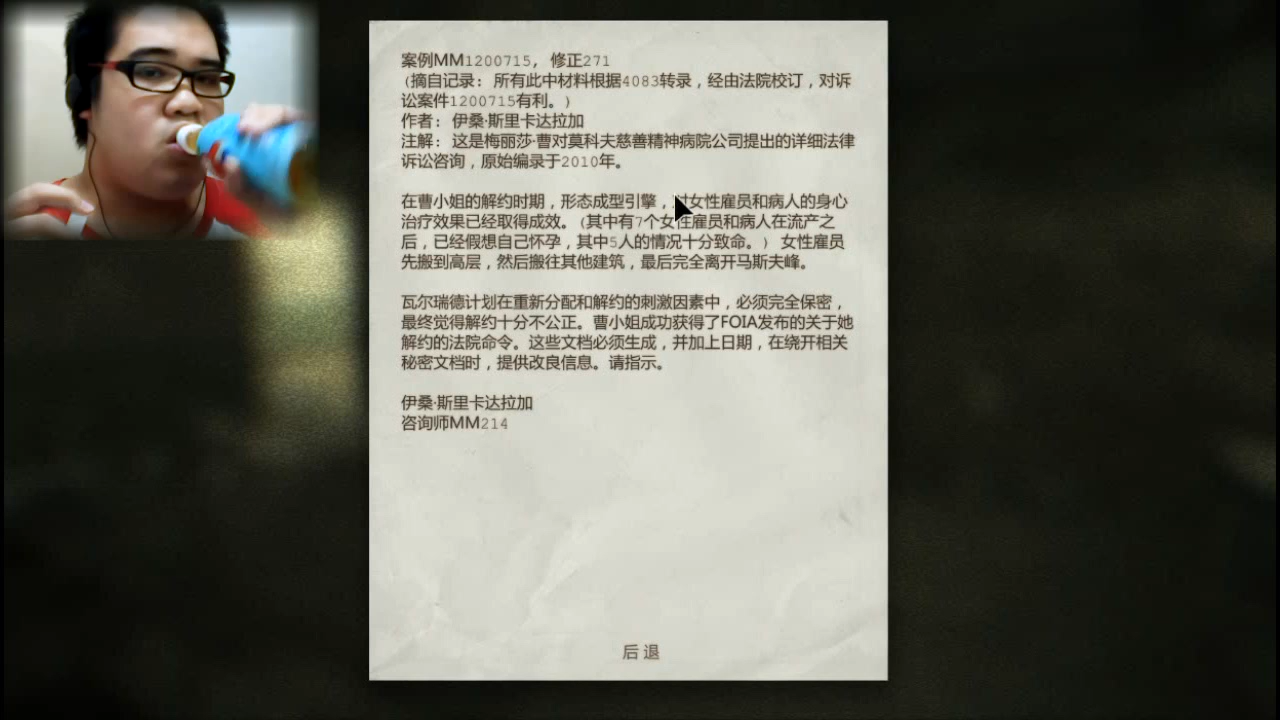 案例MM1200715，修正271
（摘自记录：所有此中材料根据4083转录，经由法院校订，对诉
讼案件1200715有利。）
作者：伊桑·斯里卡达拉加
注解：这是梅丽莎·曹对莫科夫慈善精神病院公司提出的详细法律
诉讼咨询，原始编录于2010年。
在曹小姐的解约时期，形态成型引擎，对女性雇员和病人的身心
治疗效果已经取得成效。（其中有7个女性雇员和病人在流产之
后，已经假想自己怀孕，其中5人的情况十分致命。）女性雇员
先搬到高层，然后搬往其他建筑，最后完全离开马斯夫峰。
瓦尔瑞德计划在重新分配和解约的刺激因素中，必须完全保密，
最终觉得解约十分不公正。曹小姐成功获得了FOIA发布的关于她
解约的法院命令。这些文档必须生成，并加上日期，在绕开相关
秘密文档时，提供改良信息。请指示。
伊桑·斯里卡达拉加
咨询师MM214
后退